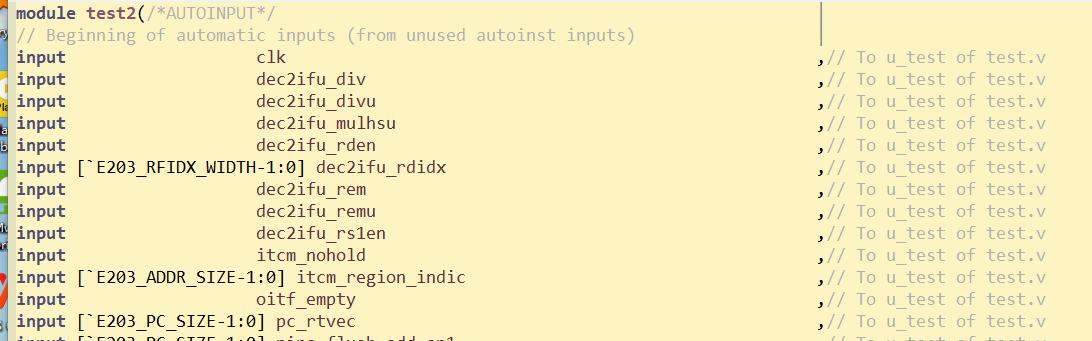 module test2(/*AUTOINPUT*/
// Beginning of automatic inputs (from unused autoinst inputs)
input clk ,// To u_test of test.v
input dec2ifu_div ,// To u_test of test.v
input dec2ifu_divu ,// To u_test of test.v
input dec2ifu_mulhsu ,// To u_test of test.v
input dec2ifu_rden ,// To u_test of test.v
input [`E203_RFIDX_WIDTH-1:0] dec2ifu_rdidx ,// To u_test of test.v
input dec2ifu_rem ,// To u_test of test.v
input dec2ifu_remu ,// To u_test of test.v
input dec2ifu_rs1en ,// To u_test of test.v
input itcm_nohold ,// To u_test of test.v
input [`E203_ADDR_SIZE-1:0] itcm_region_indic ,// To u_test of test.v
input oitf_empty ,// To u_test of test.v
input [`E203_PC_SIZE-1:0] pc_rtvec ,// To u_test of test.v